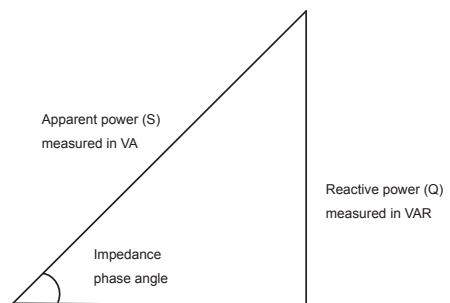 Apparent power (S)
measured in VA
Reactive power (Q)
measured in VAR
Impedance
phase angle